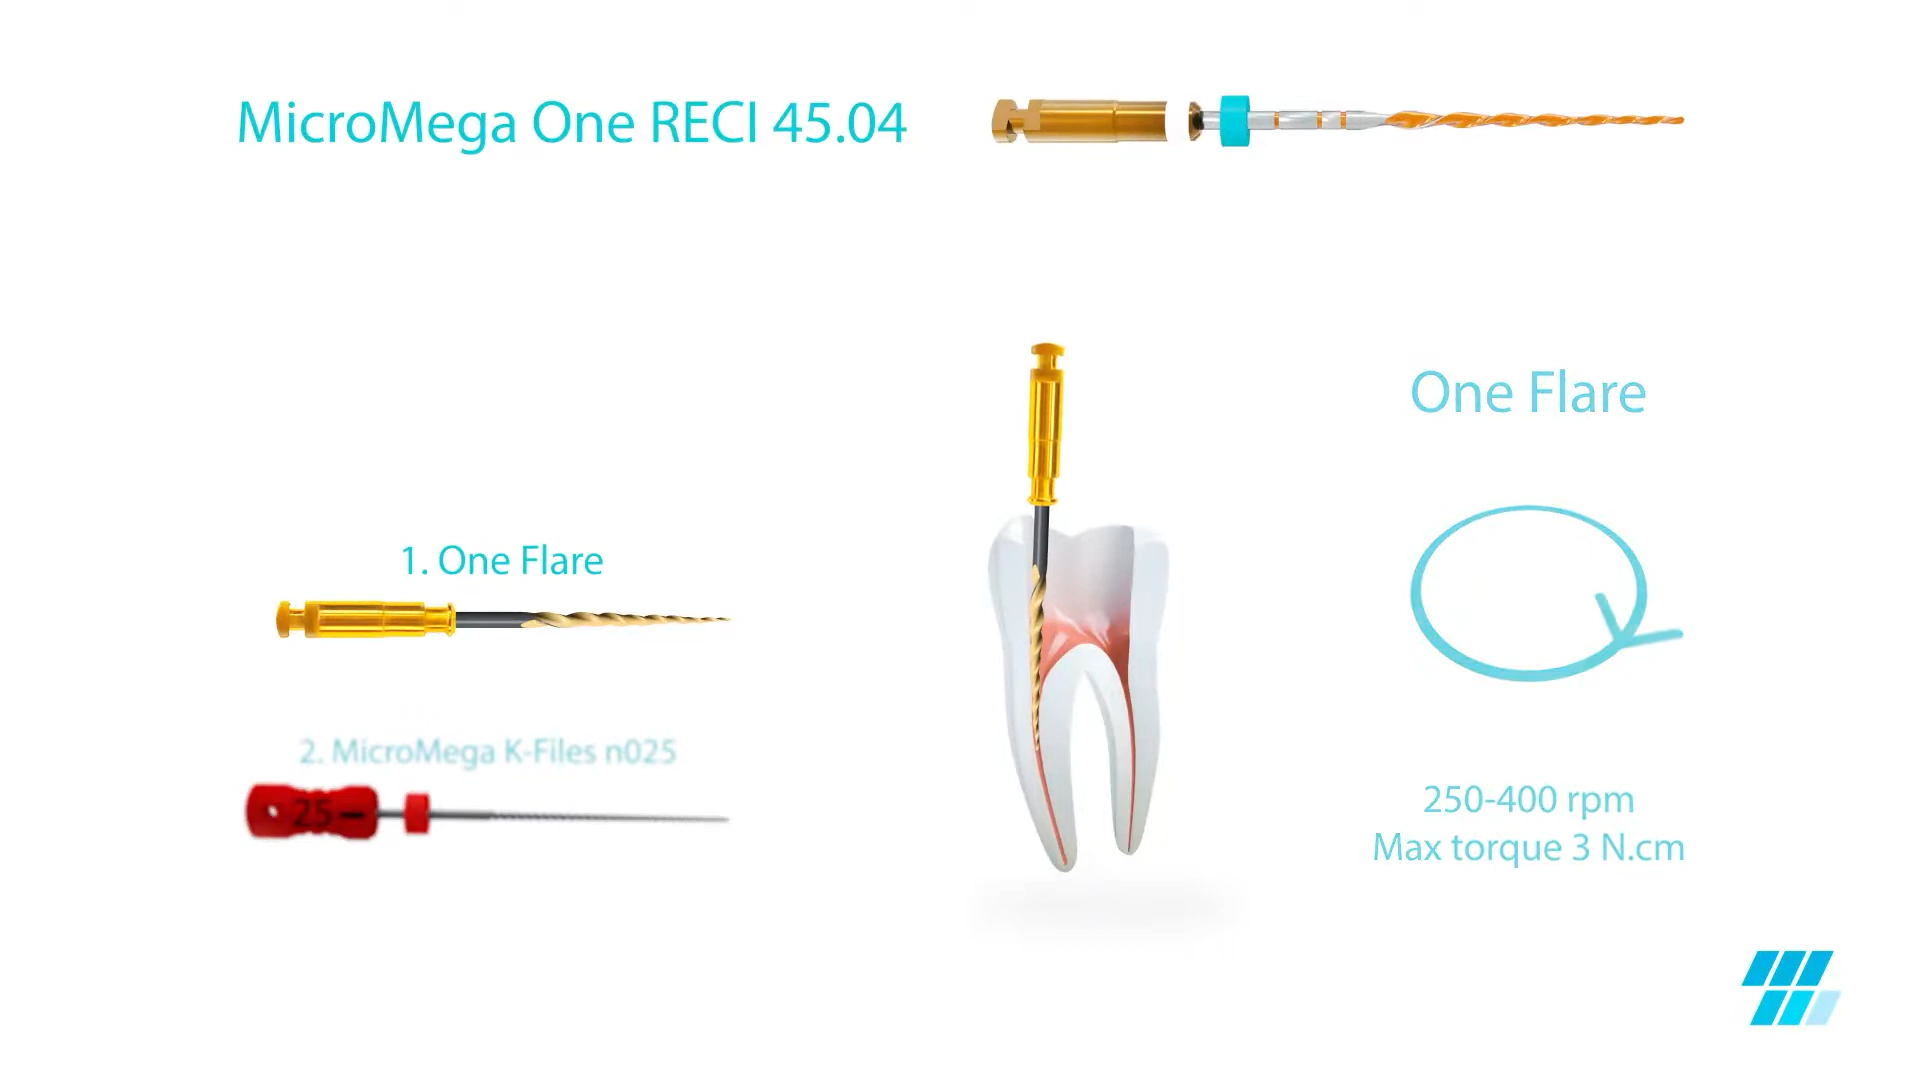 MicroMega One RECI 45.04
One Flare
1. One Flare
2. MicroMega K-Files n025
25
250-400 rpm
Max torque 3 N.cm